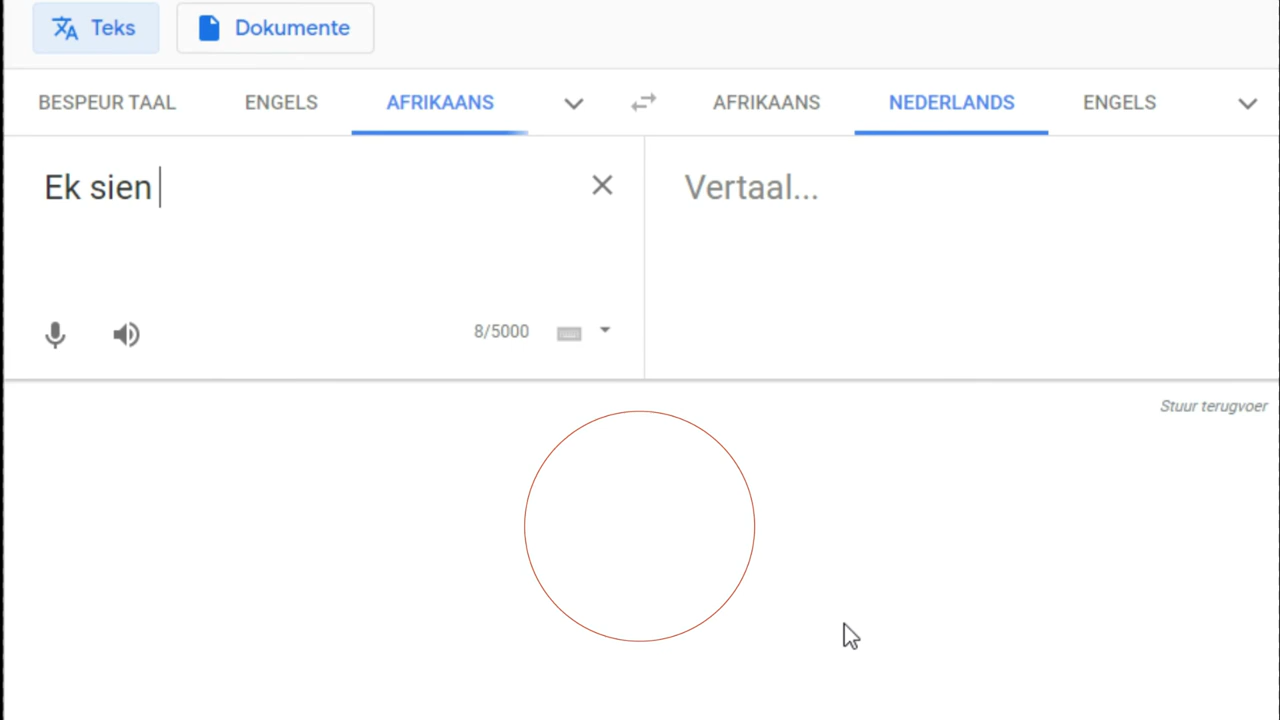 Teks Dokumente
BESPEUR TAAL ENGELS AFRIKAANS AFRIKAANS NEDERLANDS ENGELS
Ek sien Vertaal...
8/5000
Stuur terugvoer